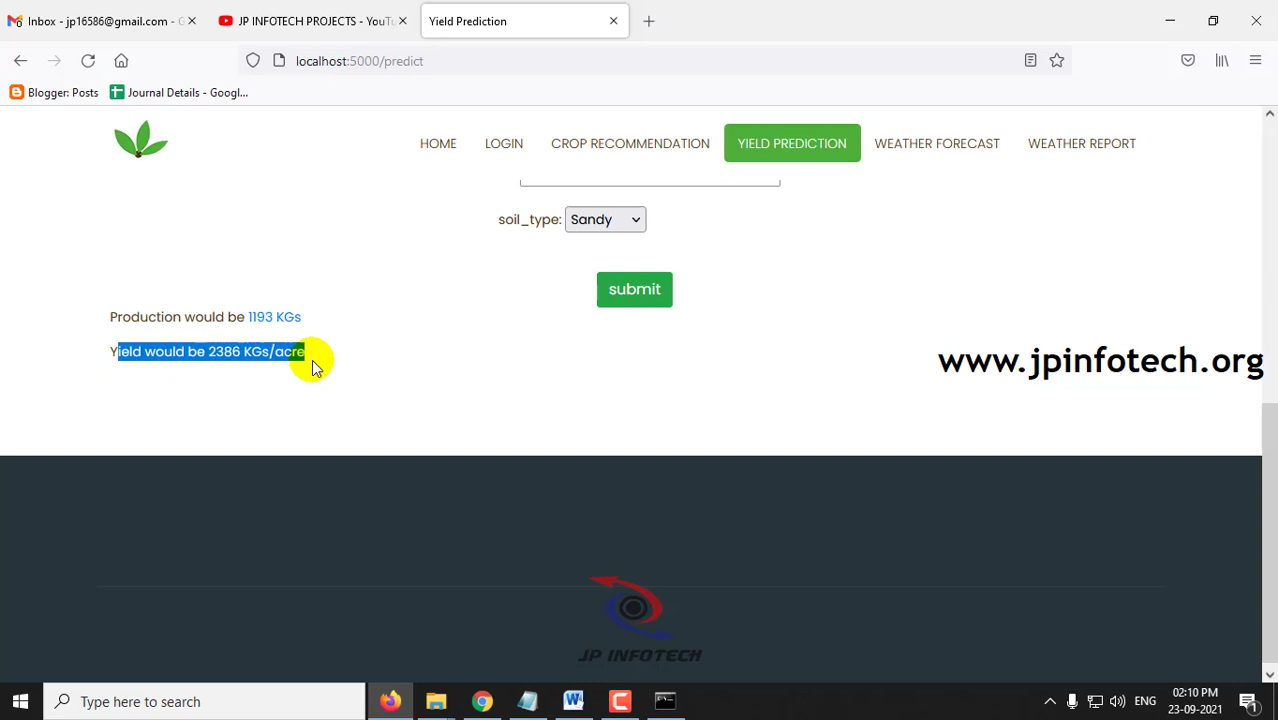 Inbox - jp16586@gmail.com - G
JP INFOTECH PROJECTS - YouTu
Yield Prediction
localhost:5000/predict
Blogger: Posts
Journal Details - Googl...
HOME
LOGIN
CROP RECOMMENDATION
YIELD PREDICTION
WEATHER FORECAST
WEATHER REPORT
soil_type: Sandy
submit
Production would be 1193 KGs
Yield would be 2386 KGs/acre
www.jpinfotech.org
JP INFOTECH
Type here to search
ENG
02:10 PM
23-09-2021
1